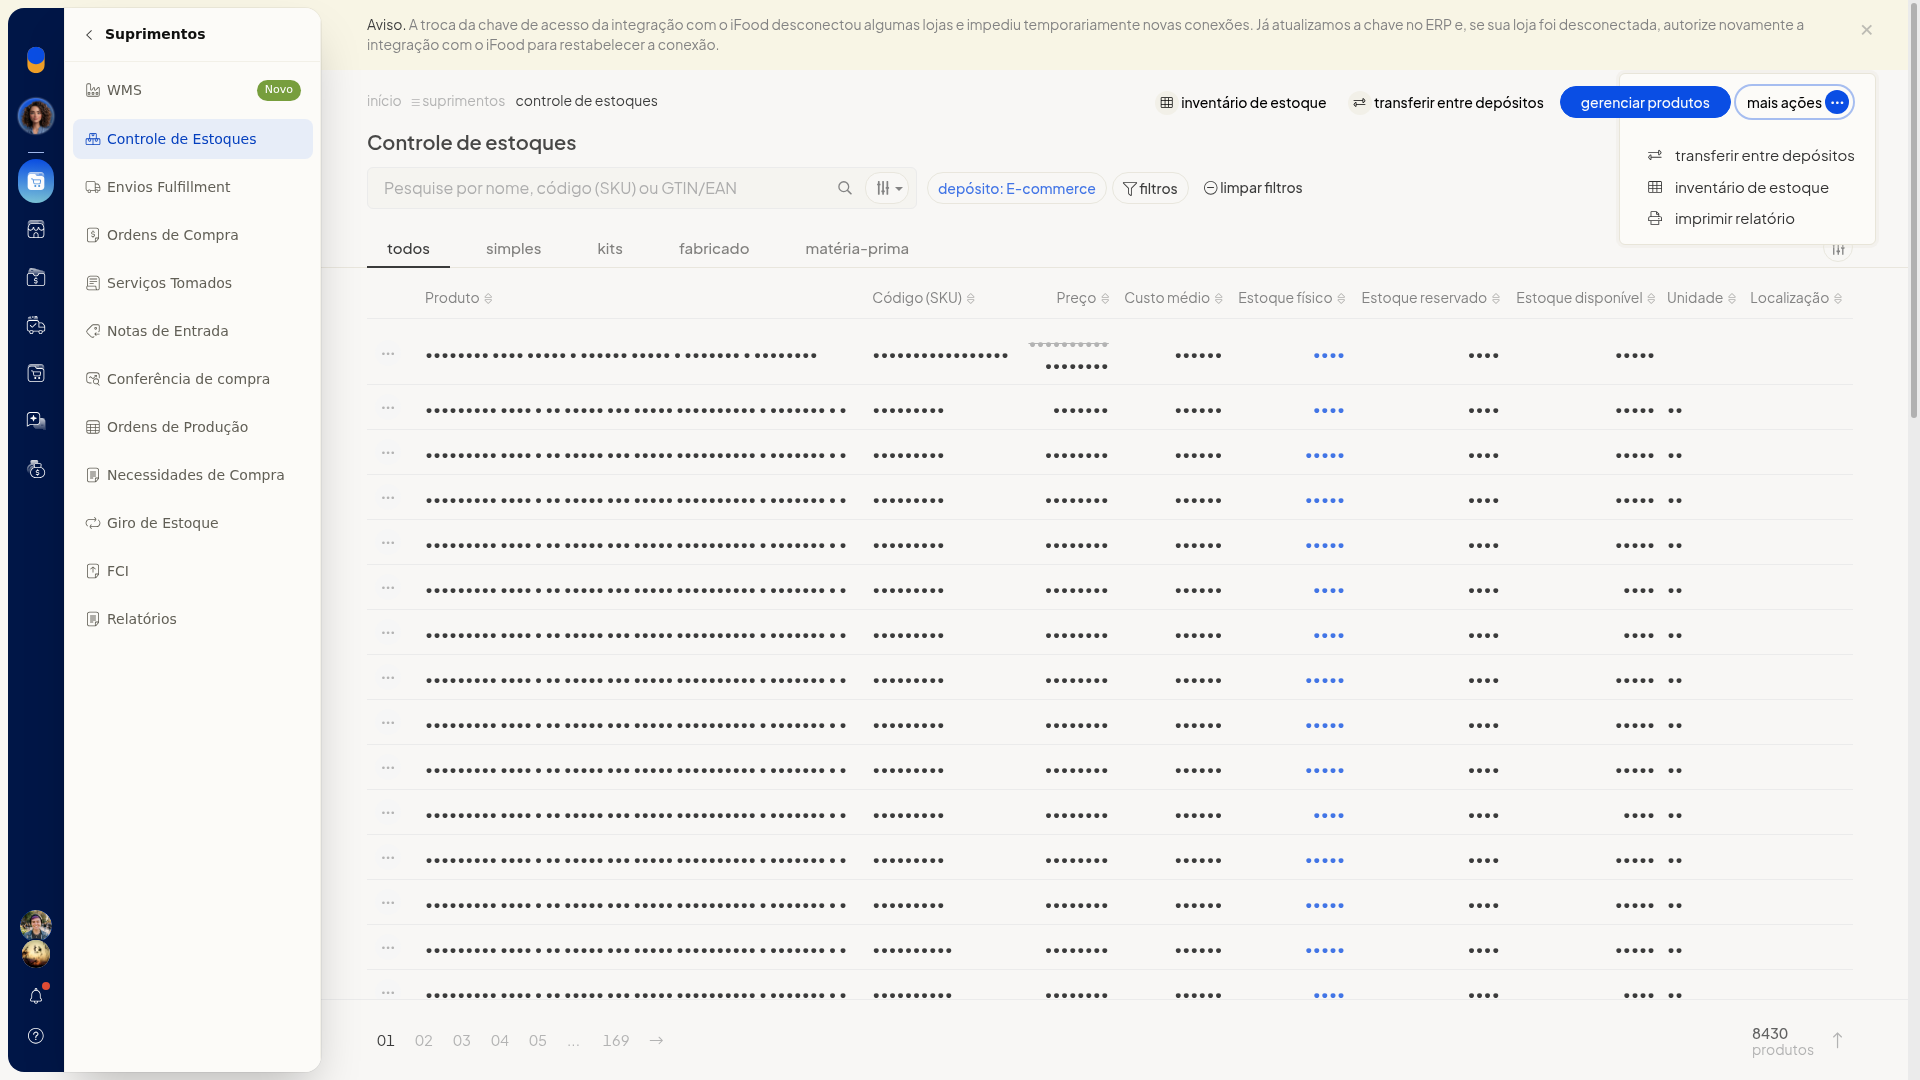 Suprimentos
WMS
Novo
Controle de Estoques
Envios Fulfillment
Ordens de Compra
Serviços Tomados
Notas de Entrada
Conferência de compra
Ordens de Produção
Necessidades de Compra
Giro de Estoque
FCI
Relatórios
Aviso. A troca da chave de acesso da integração com o iFood desconectou algumas lojas e impediu temporariamente novas conexões. Já atualizamos a chave no ERP e, se sua loja foi desconectada, autorize novamente a
integração com o iFood para restabelecer a conexão.
início suprimentos controle de estoques
inventário de estoque transferir entre depósitos gerenciar produtos mais ações
transferir entre depósitos
inventário de estoque
imprimir relatório
Controle de estoques
Pesquise por nome, código (SKU) ou GTIN/EAN
depósito: E-commerce filtros limpar filtros
todos simples kits fabricado matéria-prima
Produto Código (SKU) Preço Custo médio Estoque físico Estoque reservado Estoque disponível Unidade Localização
01 02 03 04 05 ... 169 →
8430
produtos